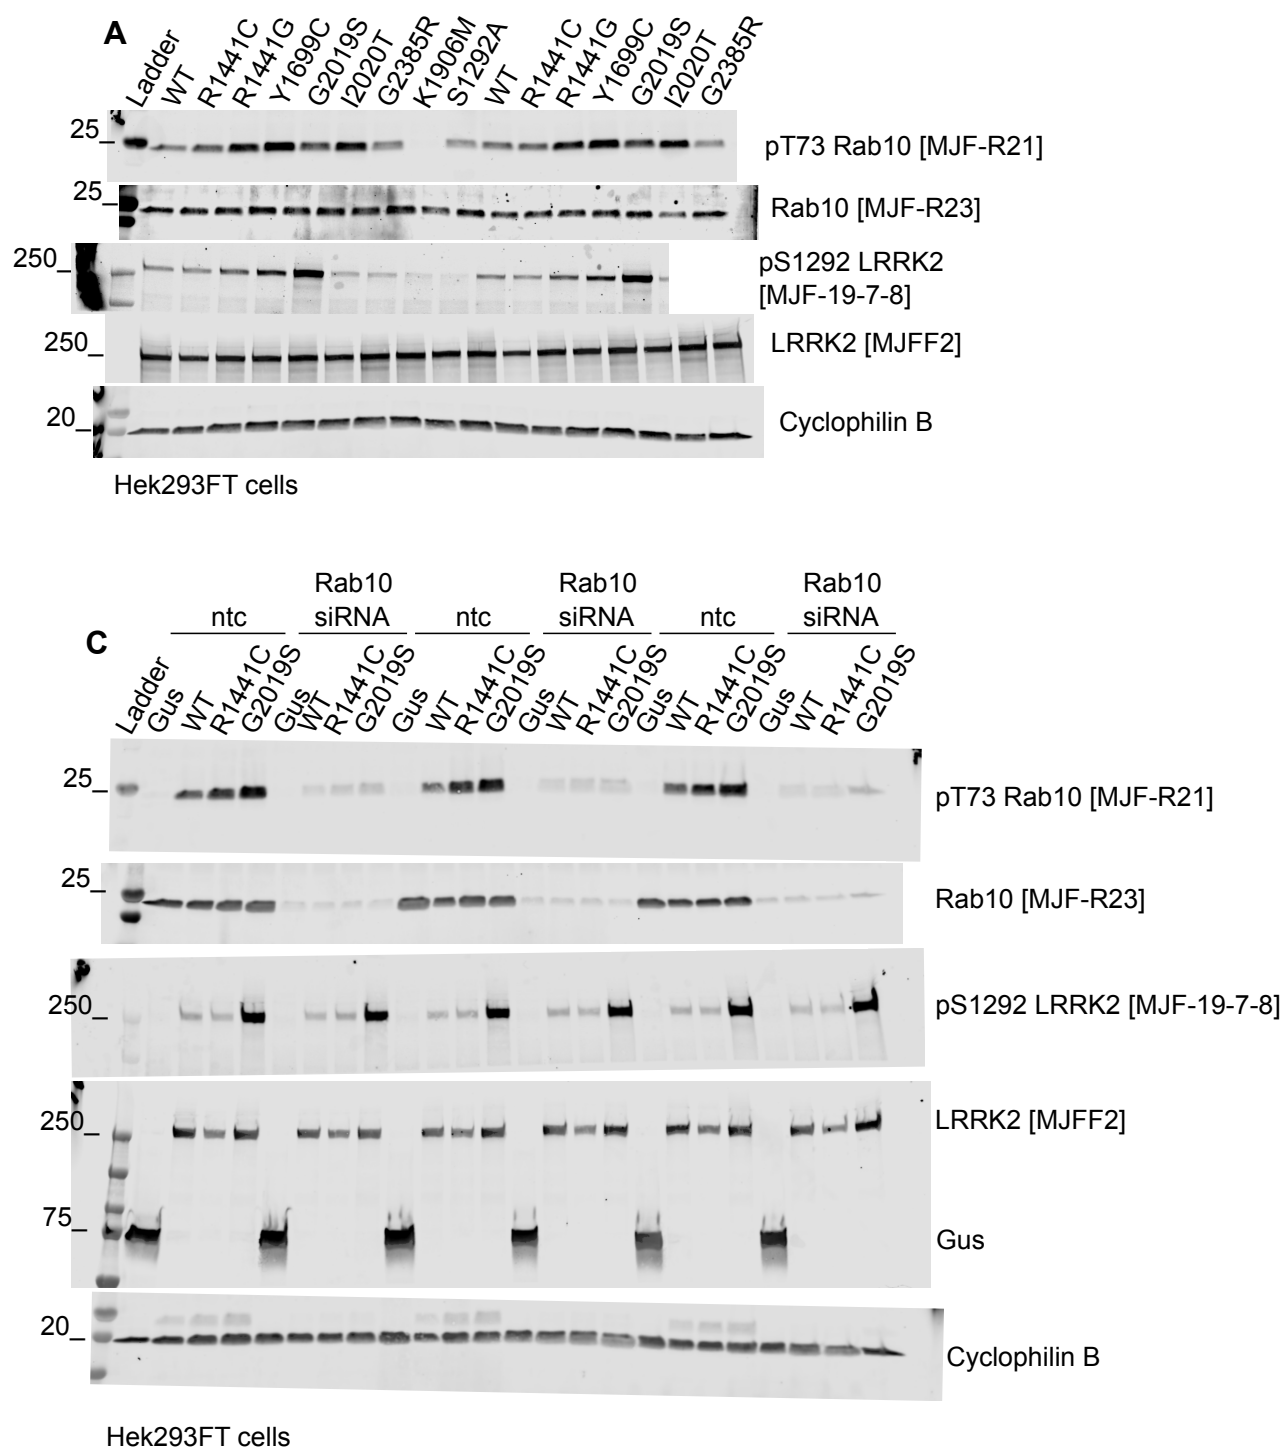 A
Ladder
WT
R1441C
R1441G
Y1699C
G2019S
I2020T
G2385R
K1906M
S1292A
WT
R1441C
R1441G
Y1699C
G2019S
I2020T
G2385R
25
pT73 Rab10 [MJF-R21]
25
Rab10 [MJF-R23]
250
pS1292 LRRK2
[MJF-19-7-8]
250
LRRK2 [MJFF2]
20
Cyclophilin B
Hek293FT cells
C
ntc
Rab10
siRNA
ntc
Rab10
siRNA
ntc
Rab10
siRNA
Ladder
Gus
WT
R1441C
G2019S
Gus
WT
R1441C
G2019S
Gus
WT
R1441C
G2019S
Gus
WT
R1441C
G2019S
Gus
WT
R1441C
G2019S
Gus
WT
R1441C
G2019S
25
pT73 Rab10 [MJF-R21]
25
Rab10 [MJF-R23]
250
pS1292 LRRK2 [MJF-19-7-8]
250
LRRK2 [MJFF2]
75
Gus
20
Cyclophilin B
Hek293FT cells